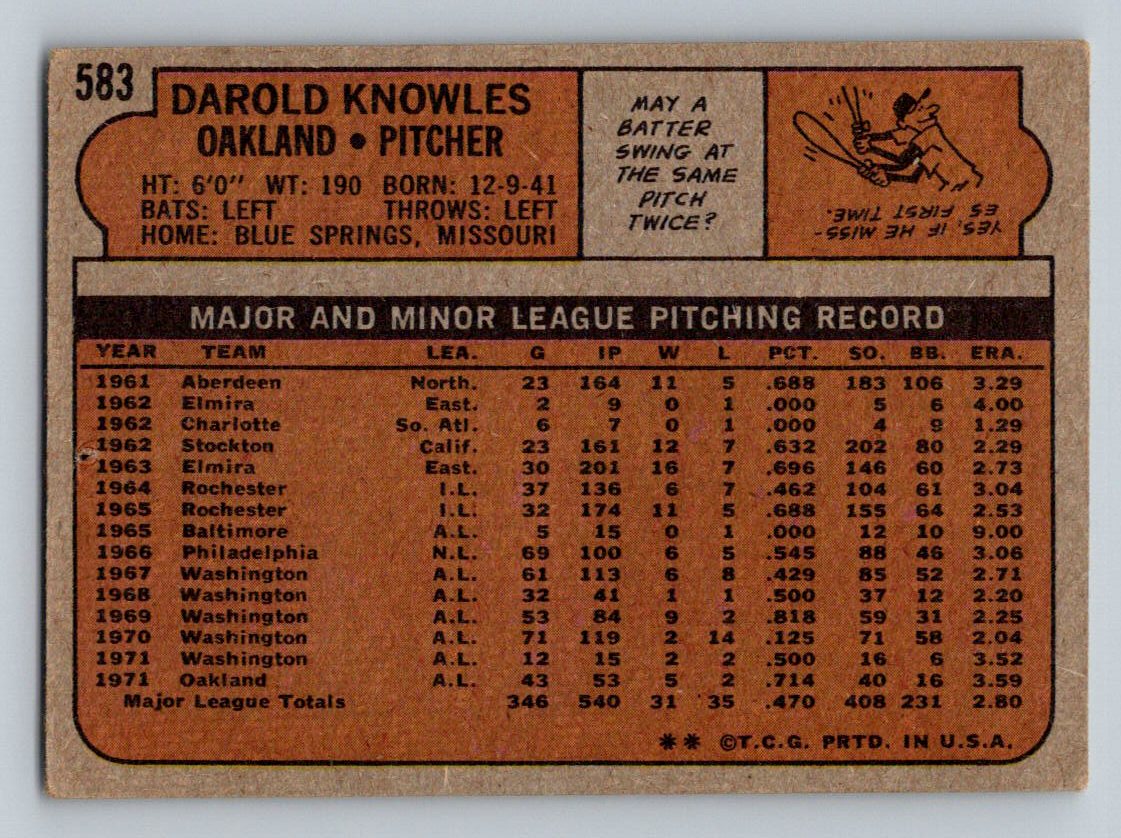 583
DAROLD KNOWLES
OAKLAND • PITCHER
HT: 6'0" WT: 190 BORN: 12-9-41
BATS: LEFT THROWS: LEFT
HOME: BLUE SPRINGS, MISSOURI
MAY A
BATTER
SWING AT
THE SAME
PITCH
TWICE?
YES, IF HE MISS-
ES FIRST TIME.
MAJOR AND MINOR LEAGUE PITCHING RECORD
YEAR TEAM LEA. G IP W L PCT. SO. BB. ERA.
1961 Aberdeen North. 23 164 11 5 .688 183 106 3.29
1962 Elmira East. 2 9 0 1 .000 5 6 4.00
1962 Charlotte So. Atl. 6 7 0 1 .000 4 9 1.29
1962 Stockton Calif. 23 161 12 7 .632 202 80 2.29
1963 Elmira East. 30 201 16 7 .696 146 60 2.73
1964 Rochester I.L. 37 136 6 7 .462 104 61 3.04
1965 Rochester I.L. 32 174 11 5 .688 155 64 2.53
1965 Baltimore A.L. 5 15 0 1 .000 12 10 9.00
1966 Philadelphia N.L. 69 100 6 5 .545 88 46 3.06
1967 Washington A.L. 61 113 6 8 .429 85 52 2.71
1968 Washington A.L. 32 41 1 1 .500 37 12 2.20
1969 Washington A.L. 53 84 9 2 .818 59 31 2.25
1970 Washington A.L. 71 119 2 14 .125 71 58 2.04
1971 Washington A.L. 12 15 2 2 .500 16 6 3.52
1971 Oakland A.L. 43 53 5 2 .714 40 16 3.59
Major League Totals 346 540 31 35 .470 408 231 2.80
** ©T.C.G. PRTD. IN U.S.A.